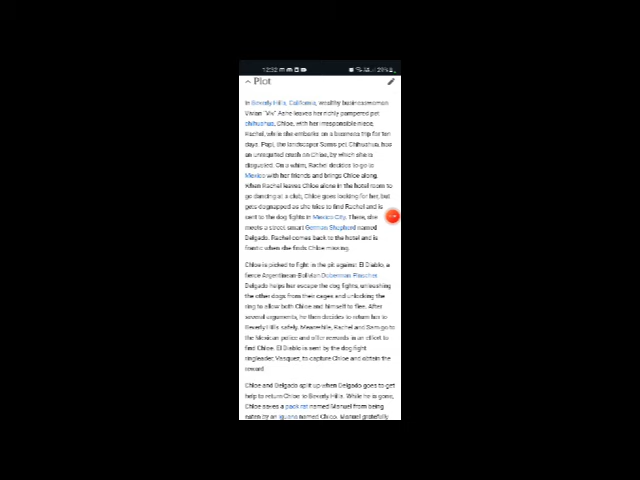 12:32
Plot
In Beverly Hills, California, wealthy businesswoman
Vivian "Viv" Ashe leaves her richly pampered pet
chihuahua, Chloe, with her irresponsible niece,
Rachel, while she embarks on a business trip for ten
days. Papi, the landscaper Sam's pet Chihuahua, has
an unrequited crush on Chloe, by which she is
disgusted. On a whim, Rachel decides to go to
Mexico with her friends and brings Chloe along.
When Rachel leaves Chloe alone in the hotel room to
go dancing at a club, Chloe goes looking for her, but
gets dognapped as she tries to find Rachel and is
sent to the dog fights in Mexico City. There, she
meets a street-smart German Shepherd named
Delgado. Rachel comes back to the hotel and is
frantic when she finds Chloe missing.
Chloe is picked to fight in the pit against El Diablo, a
fierce Argentinean-Bolivian Doberman Pinscher.
Delgado helps her escape the dog fights, unleashing
the other dogs from their cages and unlocking the
ring to allow both Chloe and himself to flee. After
several arguments, he then decides to return her to
Beverly Hills safely. Meanwhile, Rachel and Sam go to
the Mexican police and offer rewards in an effort to
find Chloe. El Diablo is sent by the dog fight
ringleader, Vasquez, to capture Chloe and obtain the
reward.
Chloe and Delgado split up when Delgado goes to get
help to return Chloe to Beverly Hills. While he is gone,
Chloe saves a pack rat named Manuel from being
eaten by an iguana named Chico. Manuel gratefully